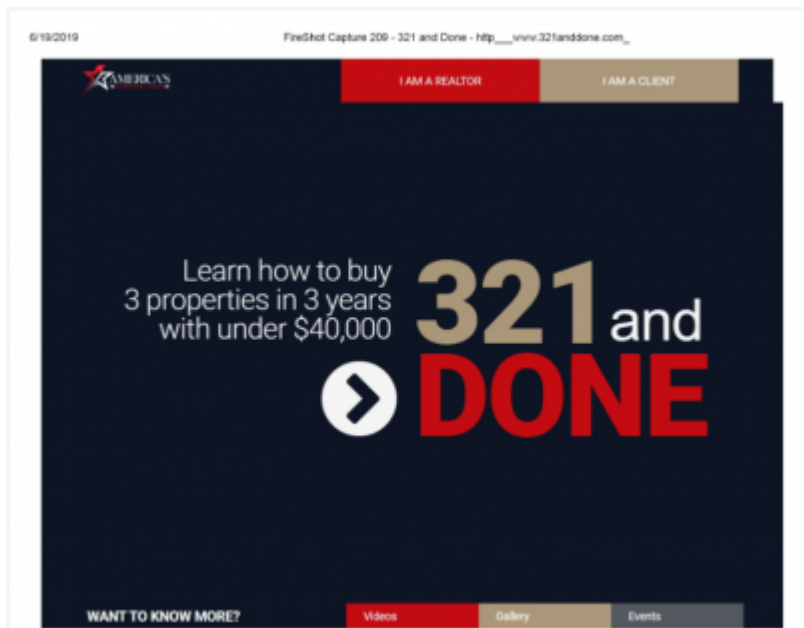 6/19/2019
FireShot Capture 209 - 321 and Done - http___www.321anddone.com_
AMERICA'S
I AM A REALTOR
I AM A CLIENT
Learn how to buy
3 properties in 3 years
with under $40,000
321 and
DONE
WANT TO KNOW MORE?
Videos
Gallery
Events